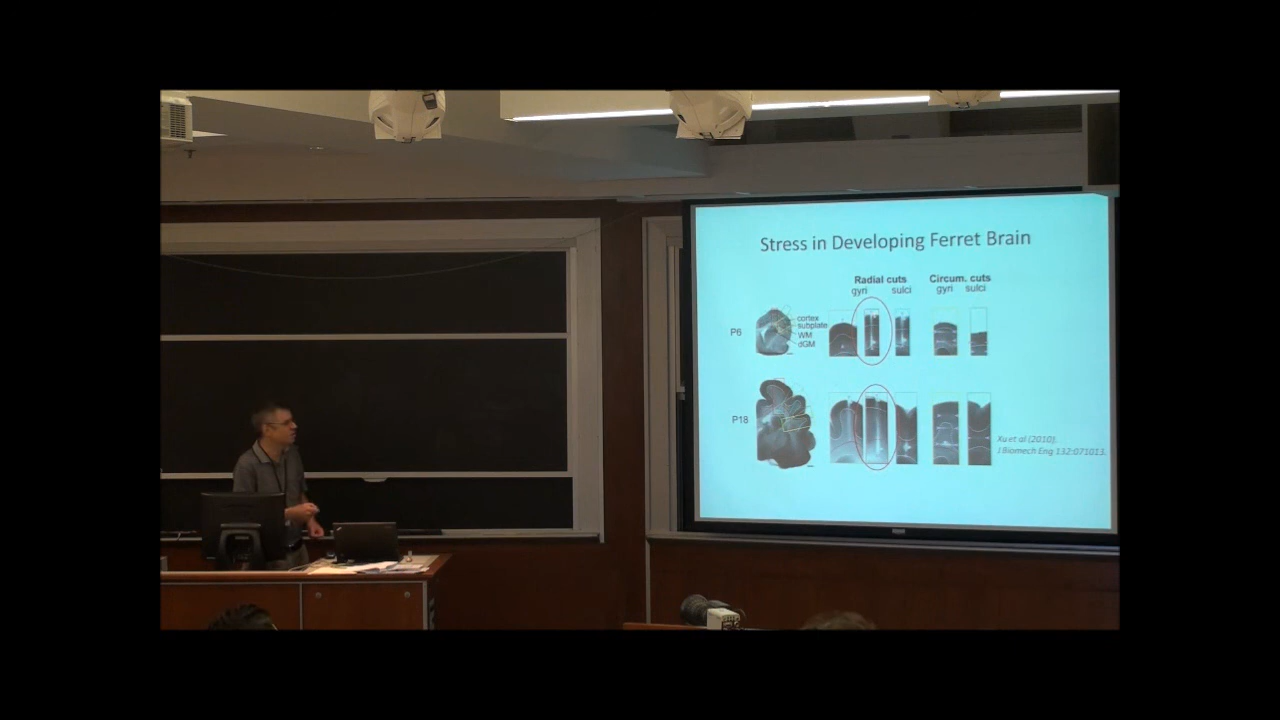 Stress in Developing Ferret Brain
Radial cuts Circum. cuts
gyri sulci gyri sulci
P6
cortex
subplate
WM
dGM
P18
Xu et al (2010).
J Biomech Eng 132:071013.